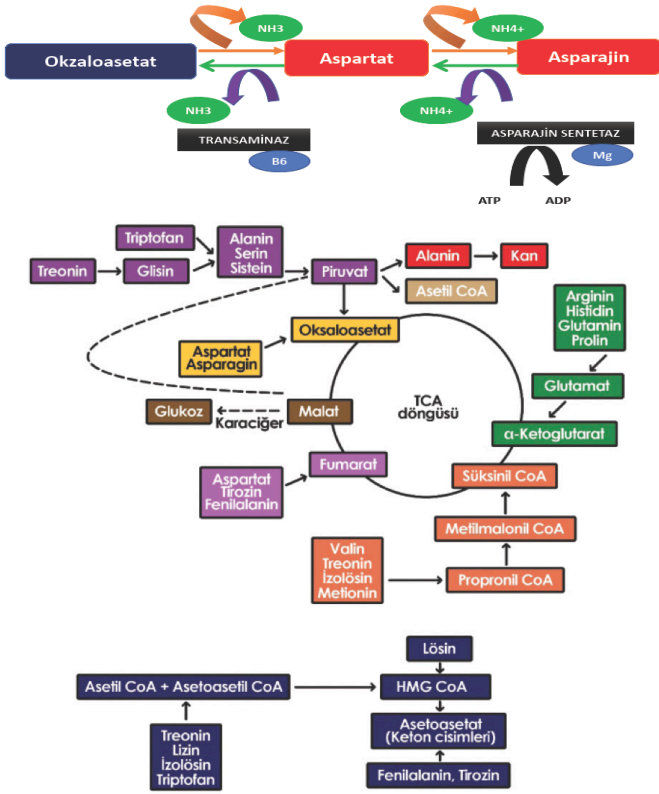 NH3
NH4+
Okzaloasetat
Aspartat
Asparajin
NH3
NH4+
TRANSAMİNAZ
B6
ASPARAJİN SENTETAZ
Mg
ATP
ADP
Triptofan
Alanin
Serin
Sistein
Treonin
Glisin
Piruvat
Alanin
Kan
Asetil CoA
Arginin
Histidin
Glutamin
Prolin
Oksaloasetat
Aspartat
Asparagin
Glutamat
TCA
döngüsü
Glukoz
Karaciğer
Malat
α-Ketoglutarat
Fumarat
Süksinil CoA
Aspartat
Tirozin
Fenilalanin
Metilmalonil CoA
Valin
Treonin
İzolösin
Metionin
Propronil CoA
Lösin
Asetil CoA + Asetoasetil CoA
HMG CoA
Treonin
Lizin
İzolösin
Triptofan
Asetoasetat
(Keton cisimleri)
Fenilalanin, Tirozin